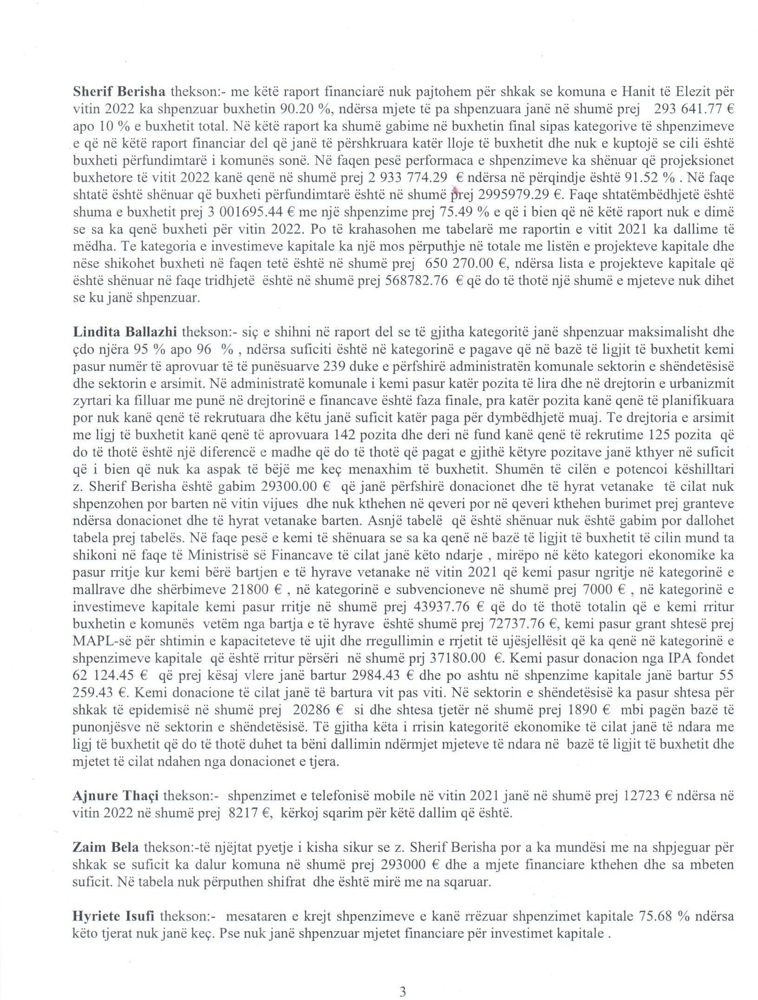 Sherif Berisha thekson:- me këtë raport financiarë nuk pajtohem për shkak se komuna e Hanit të Elezit për
vitin 2022 ka shpenzuar buxhetin 90.20 %, ndërsa mjete të pa shpenzuara janë në shumë prej 293 641.77 €
apo 10 % e buxhetit total. Në këtë raport ka shumë gabime në buxhetin final sipas kategorive të shpenzimeve
e që në këtë raport financiar del që janë të përshkruara katër lloje të buxhetit dhe nuk e kuptojë se cili është
buxheti përfundimtarë i komunës sonë. Në faqen pesë performaca e shpenzimeve ka shënuar që projeksionet
buxhetore të vitit 2022 kanë qenë në shumë prej 2 933 774.29 € ndërsa në përqindje është 91.52 % . Në faqe
shtatë është shënuar që buxheti përfundimtarë është në shumë prej 2995979.29 €. Faqe shtatëmbëdhjetë është
shuma e buxhetit prej 3 001695.44 € me një shpenzime prej 75.49 % e që i bien që në këtë raport nuk e dimë
se sa ka qenë buxheti për vitin 2022. Po të krahasohen me tabelarë me raportin e vitit 2021 ka dallime të
mëdha. Te kategoria e investimeve kapitale ka një mos përputhje në totale me listën e projekteve kapitale dhe
nëse shikohet buxheti në faqen tetë është në shumë prej 650 270.00 €, ndërsa lista e projekteve kapitale që
është shënuar në faqe tridhjetë është në shumë prej 568782.76 € që do të thotë një shumë e mjeteve nuk dihet
se ku janë shpenzuar.
Lindita Ballazhi thekson:- siç e shihni në raport del se të gjitha kategoritë janë shpenzuar maksimalisht dhe
çdo njëra 95 % apo 96 % , ndërsa suficiti është në kategorinë e pagave që në bazë të ligjit të buxhetit kemi
pasur numër të aprovuar të të punësuarve 239 duke e përfshirë administratën komunale sektorin e shëndetësisë
dhe sektorin e arsimit. Në administratë komunale i kemi pasur katër pozita të lira dhe në drejtorin e urbanizmit
zyrtari ka filluar me punë në drejtorinë e financave është faza finale, pra katër pozita kanë qenë të planifikuara
por nuk kanë qenë të rekrutuara dhe këtu janë suficit katër paga për dymbëdhjetë muaj. Te drejtoria e arsimit
me ligj të buxhetit kanë qenë të aprovuara 142 pozita dhe deri në fund kanë qenë të rekrutime 125 pozita që
do të thotë është një diferencë e madhe që do të thotë që pagat e gjithë këtyre pozitave janë kthyer në suficit
që i bien që nuk ka aspak të bëjë me keç menaxhim të buxhetit. Shumën të cilën e potencoi këshilltari
z. Sherif Berisha është gabim 29300.00 € që janë përfshirë donacionet dhe të hyrat vetanake të cilat nuk
shpenzohen por barten në vitin vijues dhe nuk kthehen në qeveri por në qeveri kthehen burimet prej granteve
ndërsa donacionet dhe të hyrat vetanake barten. Asnjë tabelë që është shënuar nuk është gabim por dallohet
tabela prej tabelës. Në faqe pesë e kemi të shënuara se sa ka qenë në bazë të ligjit të buxhetit të cilin mund ta
shikoni në faqe të Ministrisë së Financave të cilat janë këto ndarje , mirëpo në këto kategori ekonomike ka
pasur rritje kur kemi bërë bartjen e të hyrave vetanake në vitin 2021 që kemi pasur ngritje në kategorinë e
mallrave dhe shërbimeve 21800 € , në kategorinë e subvencioneve në shumë prej 7000 € , në kategorinë e
investimeve kapitale kemi pasur rritje në shumë prej 43937.76 € që do të thotë totalin që e kemi rritur
buxhetin e komunës vetëm nga bartja e të hyrave është shumë prej 72737.76 €, kemi pasur grant shtesë prej
MAPL-së për shtimin e kapaciteteve të ujit dhe rregullimin e rrjetit të ujësjellësit që ka qenë në kategorinë e
shpenzimeve kapitale që është rritur përsëri në shumë prj 37180.00 €. Kemi pasur donacion nga IPA fondet
62 124.45 € që prej kësaj vlere janë bartur 2984.43 € dhe po ashtu në shpenzime kapitale janë bartur 55
259.43 €. Kemi donacione të cilat janë të bartura vit pas viti. Në sektorin e shëndetësisë ka pasur shtesa për
shkak të epidemisë në shumë prej 20286 € si dhe shtesa tjetër në shumë prej 1890 € mbi pagën bazë të
punonjësve në sektorin e shëndetësisë. Të gjitha këta i rrisin kategoritë ekonomike të cilat janë të ndara me
ligj të buxhetit që do të thotë duhet ta bëni dallimin ndërmjet mjeteve të ndara në bazë të ligjit të buxhetit dhe
mjetet të cilat ndahen nga donacionet e tjera.
Ajnure Thaçi thekson:- shpenzimet e telefonisë mobile në vitin 2021 janë në shumë prej 12723 € ndërsa në
vitin 2022 në shumë prej 8217 €, kërkoj sqarim për këtë dallim që është.
Zaim Bela thekson:-të njëjtat pyetje i kisha sikur se z. Sherif Berisha por a ka mundësi me na shpjeguar për
shkak se suficit ka dalur komuna në shumë prej 293000 € dhe a mjete financiare kthehen dhe sa mbeten
suficit. Në tabela nuk përputhen shifrat dhe është mirë me na sqaruar.
Hyriete Isufi thekson:- mesataren e krejt shpenzimeve e kanë rrëzuar shpenzimet kapitale 75.68 % ndërsa
këto tjerat nuk janë keç. Pse nuk janë shpenzuar mjetet financiare për investimet kapitale .
3